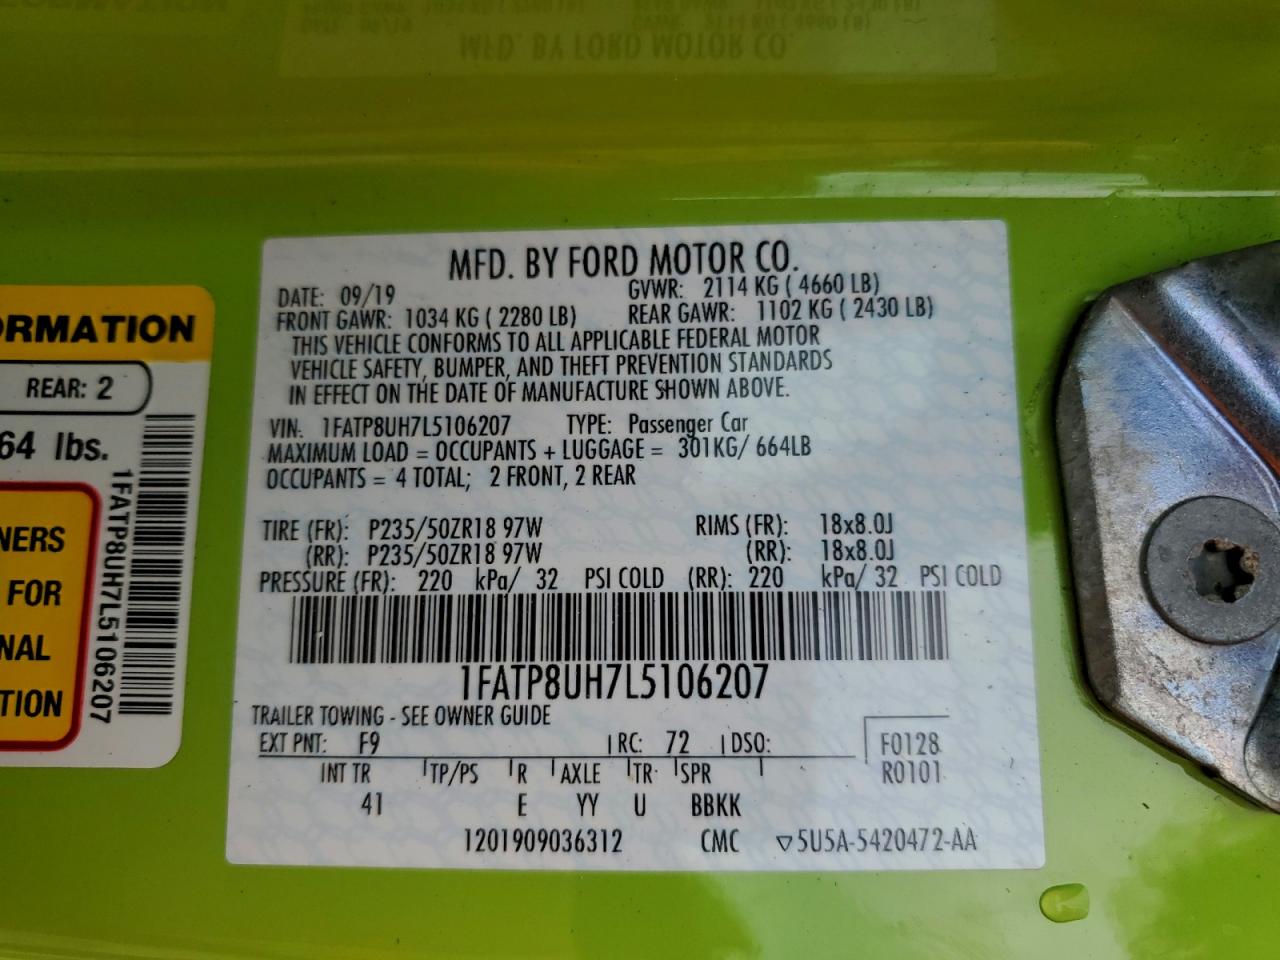 MFD. BY FORD MOTOR CO.
DATE: 09/19 GVWR: 2114 KG ( 4660 LB)
FRONT GAWR: 1034 KG ( 2280 LB) REAR GAWR: 1102 KG ( 2430 LB)
THIS VEHICLE CONFORMS TO ALL APPLICABLE FEDERAL MOTOR
VEHICLE SAFETY, BUMPER, AND THEFT PREVENTION STANDARDS
IN EFFECT ON THE DATE OF MANUFACTURE SHOWN ABOVE.
VIN: 1FATP8UH7L5106207 TYPE: Passenger Car
MAXIMUM LOAD = OCCUPANTS + LUGGAGE = 301KG/ 664LB
OCCUPANTS = 4 TOTAL; 2 FRONT, 2 REAR
TIRE (FR): P235/50ZR18 97W RIMS (FR): 18x8.0J
(RR): P235/50ZR18 97W (RR): 18x8.0J
PRESSURE (FR): 220 kPa/ 32 PSI COLD (RR): 220 kPa/ 32 PSI COLD
1FATP8UH7L5106207
TRAILER TOWING - SEE OWNER GUIDE
EXT PNT: F9 RC: 72 DSO: F0128
R0101
INT TR TP/PS R AXLE TR SPR
41 E YY U BBKK
1201909036312 CMC ▽5U5A-5420472-AA
ORMATION
REAR: 2
64 lbs.
NERS
FOR
NAL
TION
1FATP8UH7L5106207
MFD. BY FORD MOTOR CO.